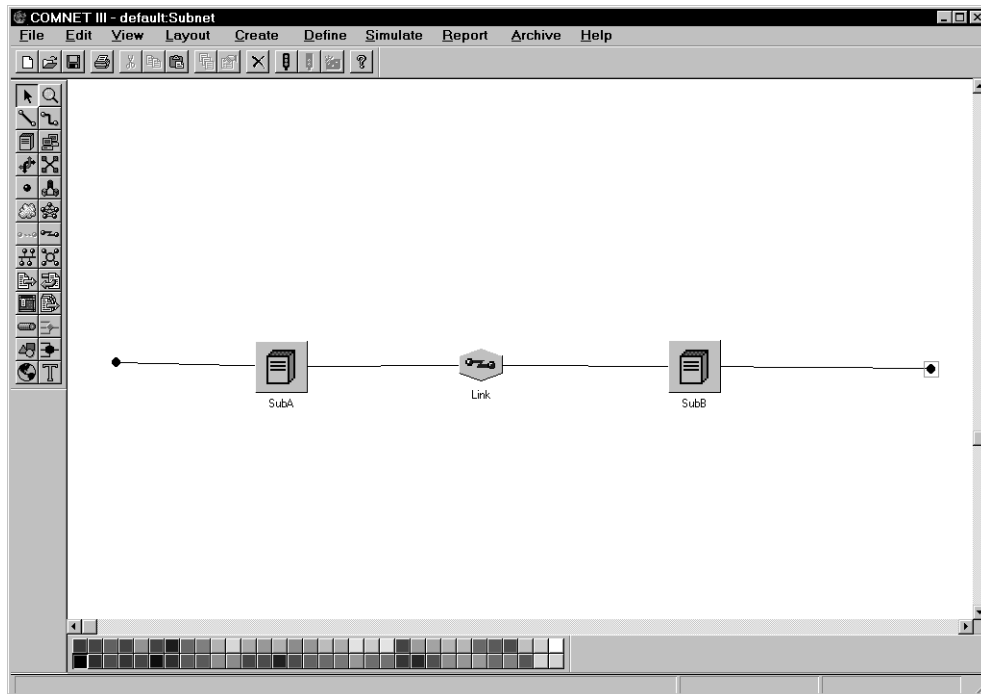 COMNET III - default:Subnet
File Edit View Layout Create Define Simulate Report Archive Help
SubA
Link
SubB